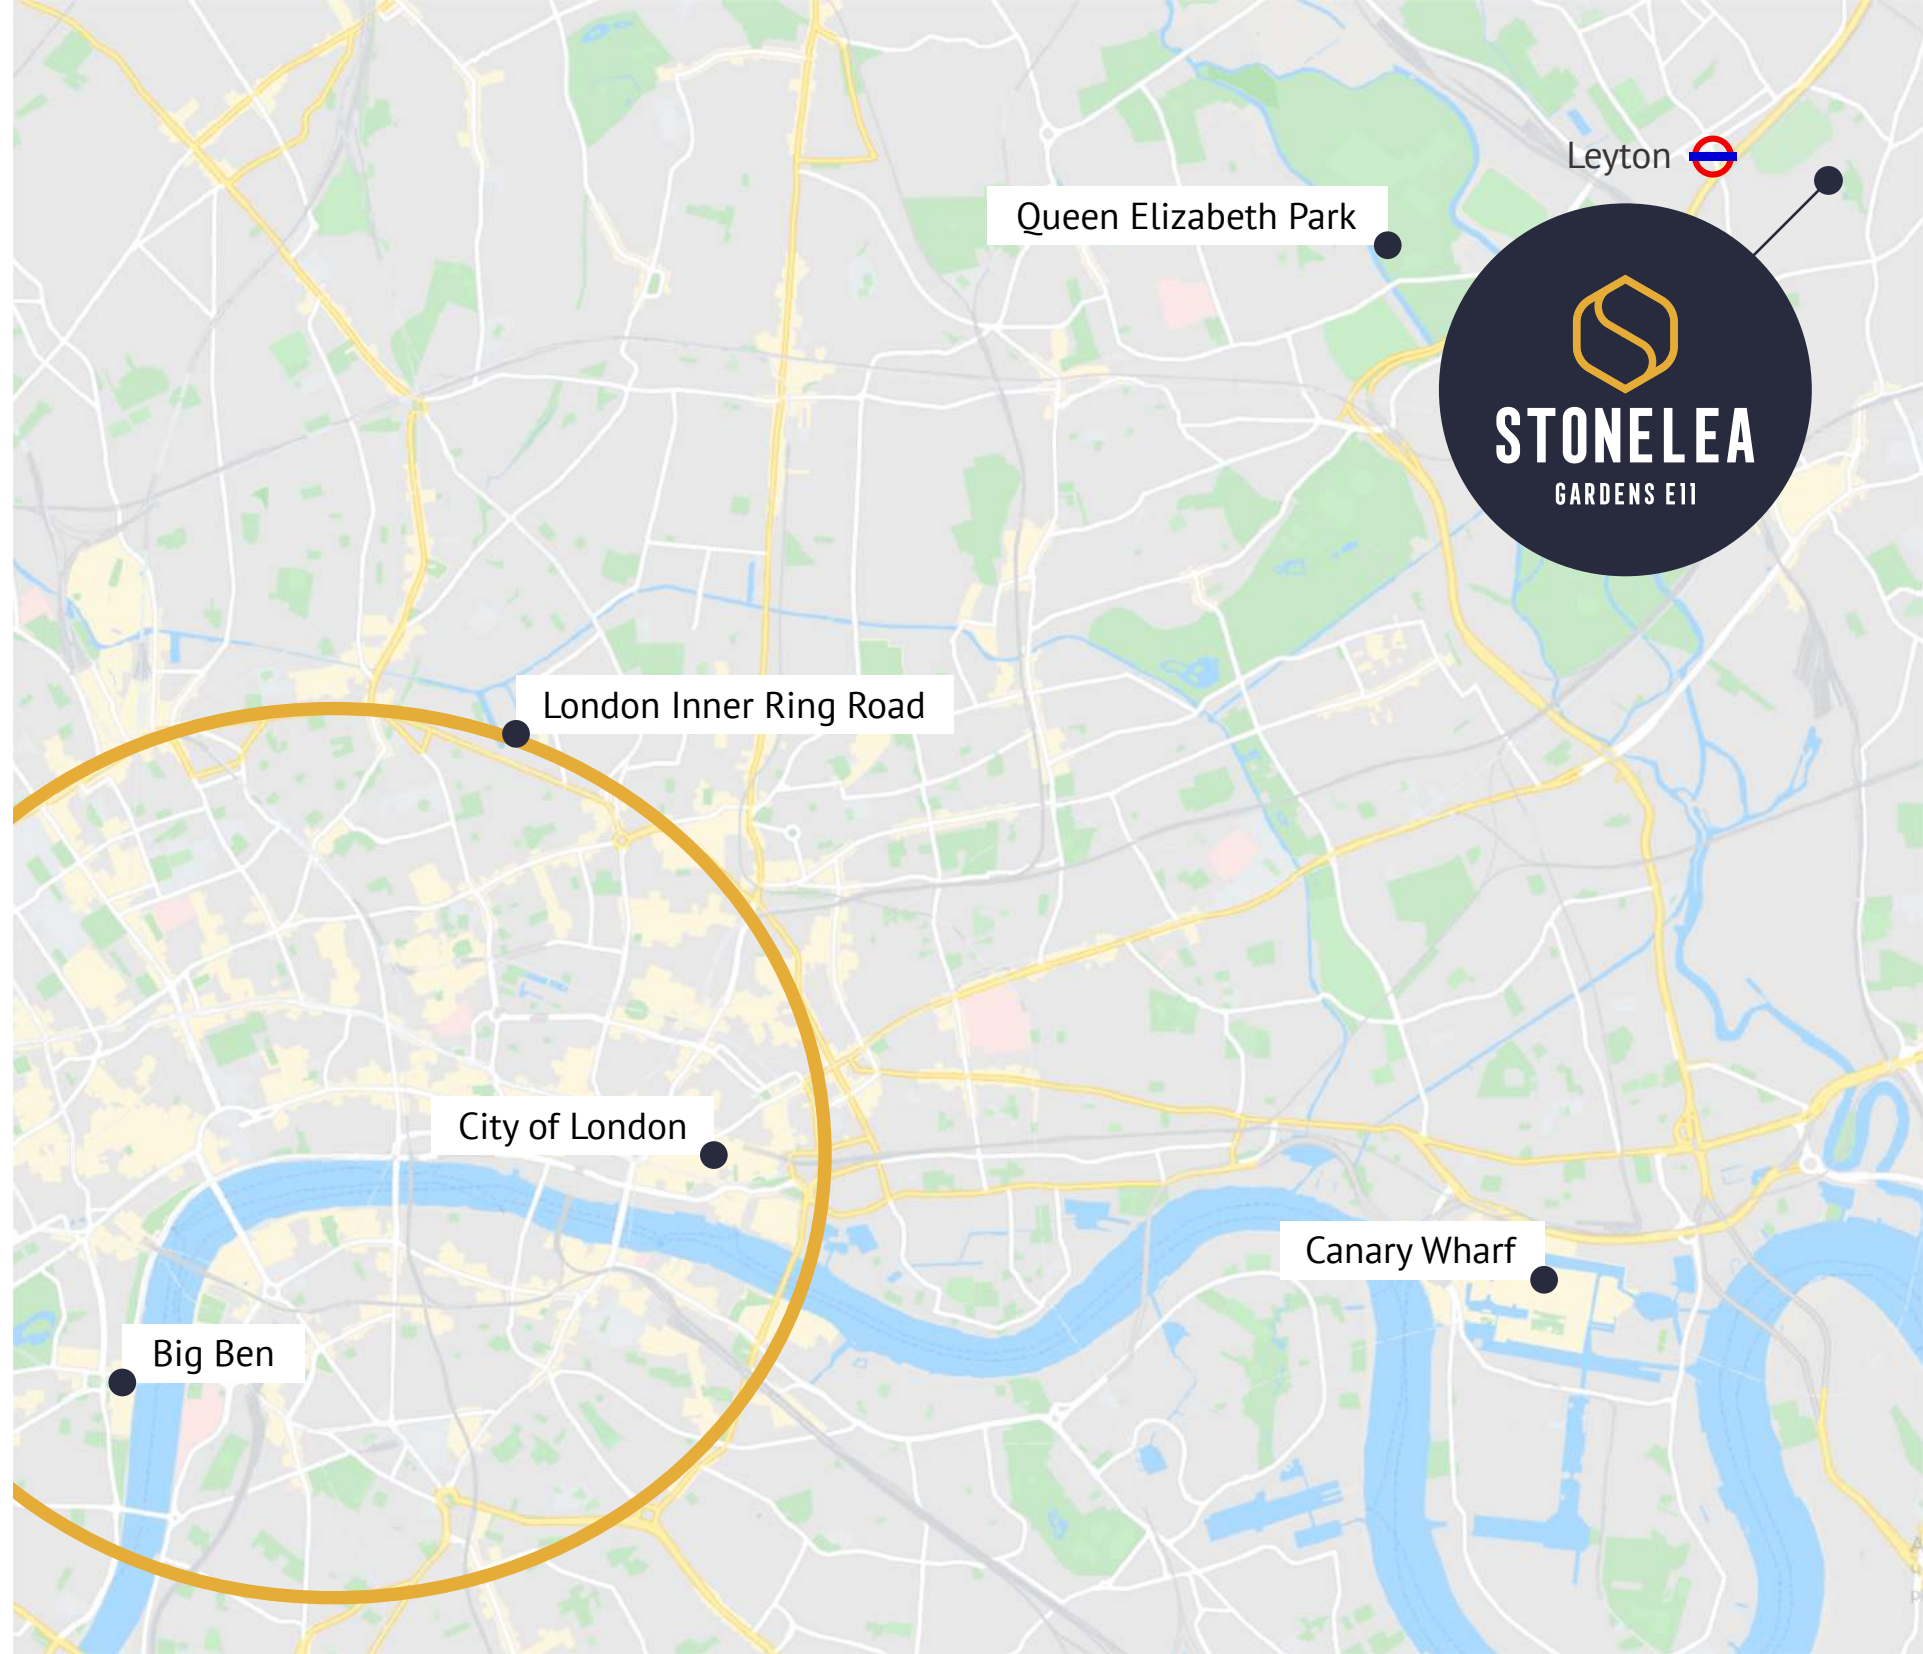 Leyton
Queen Elizabeth Park
STONELEA
GARDENS E11
London Inner Ring Road
City of London
Canary Wharf
Big Ben